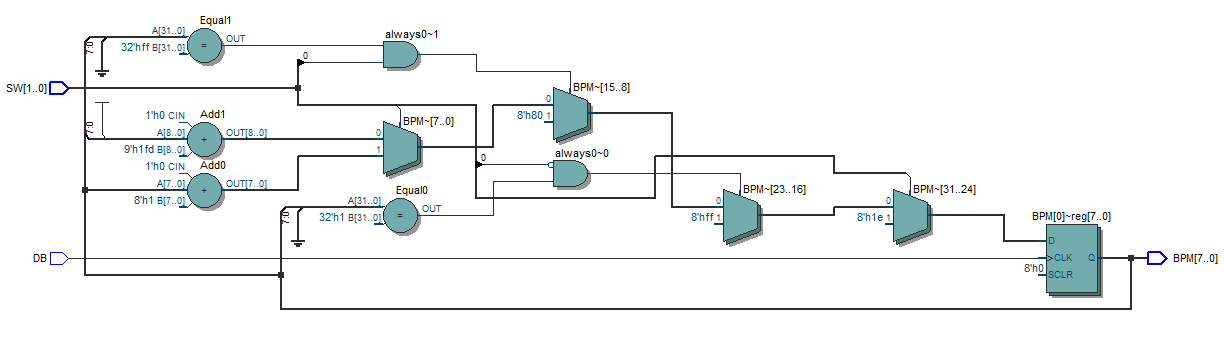 Equal1
A[31..0]
32'hff B[31..0]
=
OUT
7:0
always0~1
0
SW[1..0]
BPM~[15..8]
0
8'h80 1
7:0
1'h0 CIN
Add1
A[8..0]
+
OUT[8..0]
9'h1fd B[8..0]
BPM~[7..0]
0
1
1'h0 CIN
Add0
A[7..0]
+
OUT[7..0]
8'h1 B[7..0]
0
always0~0
Equal0
A[31..0]
32'h1 B[31..0]
=
OUT
7:0
BPM~[23..16]
0
8'hff 1
BPM~[31..24]
0
8'h1e 1
BPM[0]~reg[7..0]
D
CLK
Q
8'h0
SCLR
DB
BPM[7..0]